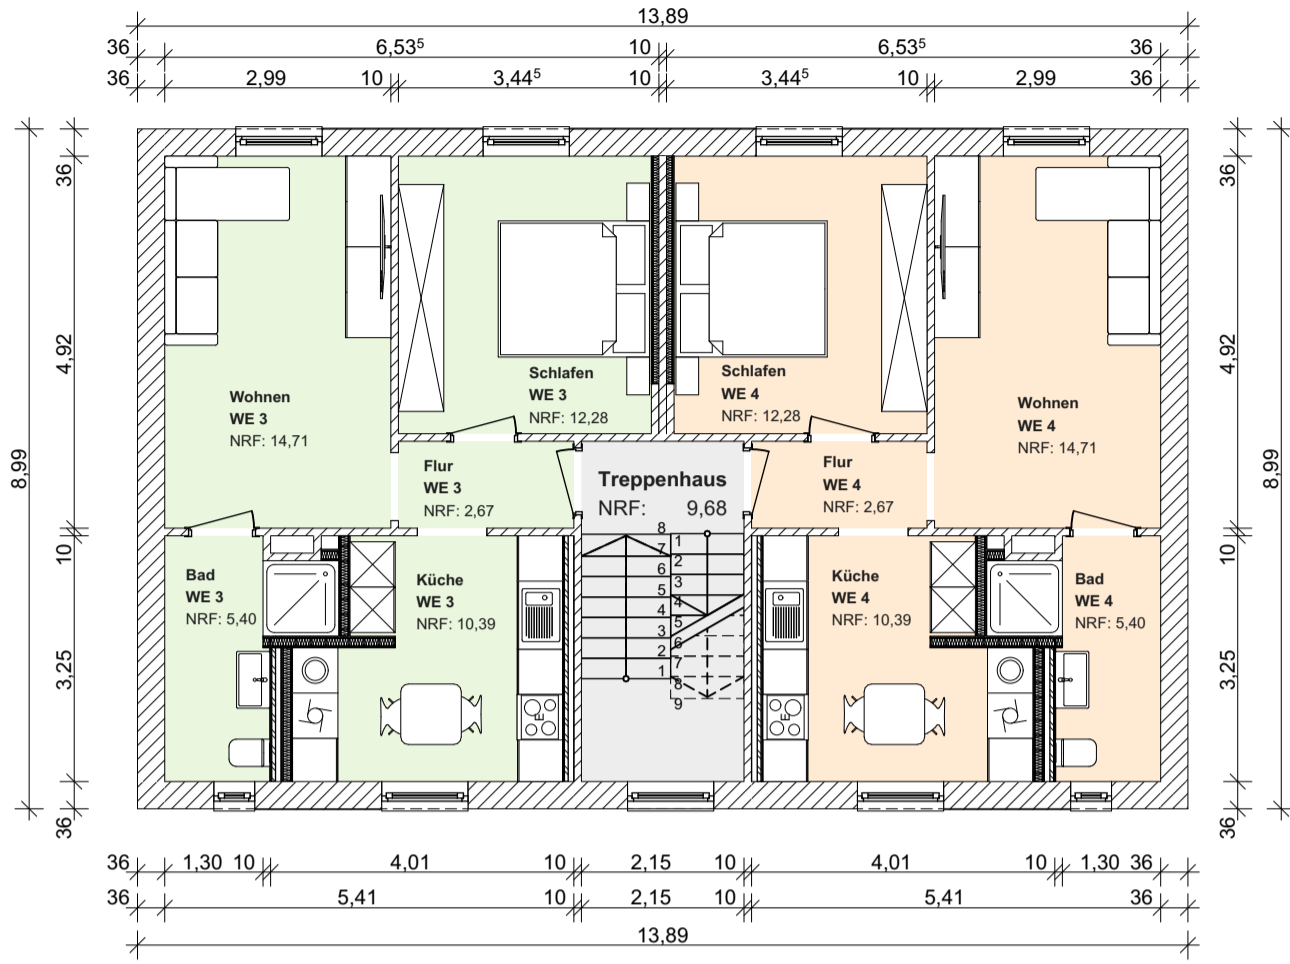 13,89
36 6,53⁵ 10 6,53⁵ 36
36 2,99 10 3,44⁵ 10 3,44⁵ 10 2,99 36
36
36
4,92
4,92
8,99
8,99
10
10
3,25
3,25
36
36
Wohnen
WE 3
NRF: 14,71
Schlafen
WE 3
NRF: 12,28
Schlafen
WE 4
NRF: 12,28
Wohnen
WE 4
NRF: 14,71
Flur
WE 3
NRF: 2,67
Treppenhaus
NRF: 9,68
Flur
WE 4
NRF: 2,67
Bad
WE 3
NRF: 5,40
Küche
WE 3
NRF: 10,39
8
7
6
5
4
3
2
1
1
2
3
4
5
6
7
8
9
Küche
WE 4
NRF: 10,39
Bad
WE 4
NRF: 5,40
E
E
36 1,30 10 4,01 10 2,15 10 4,01 10 1,30 36
36 5,41 10 2,15 10 5,41 36
13,89